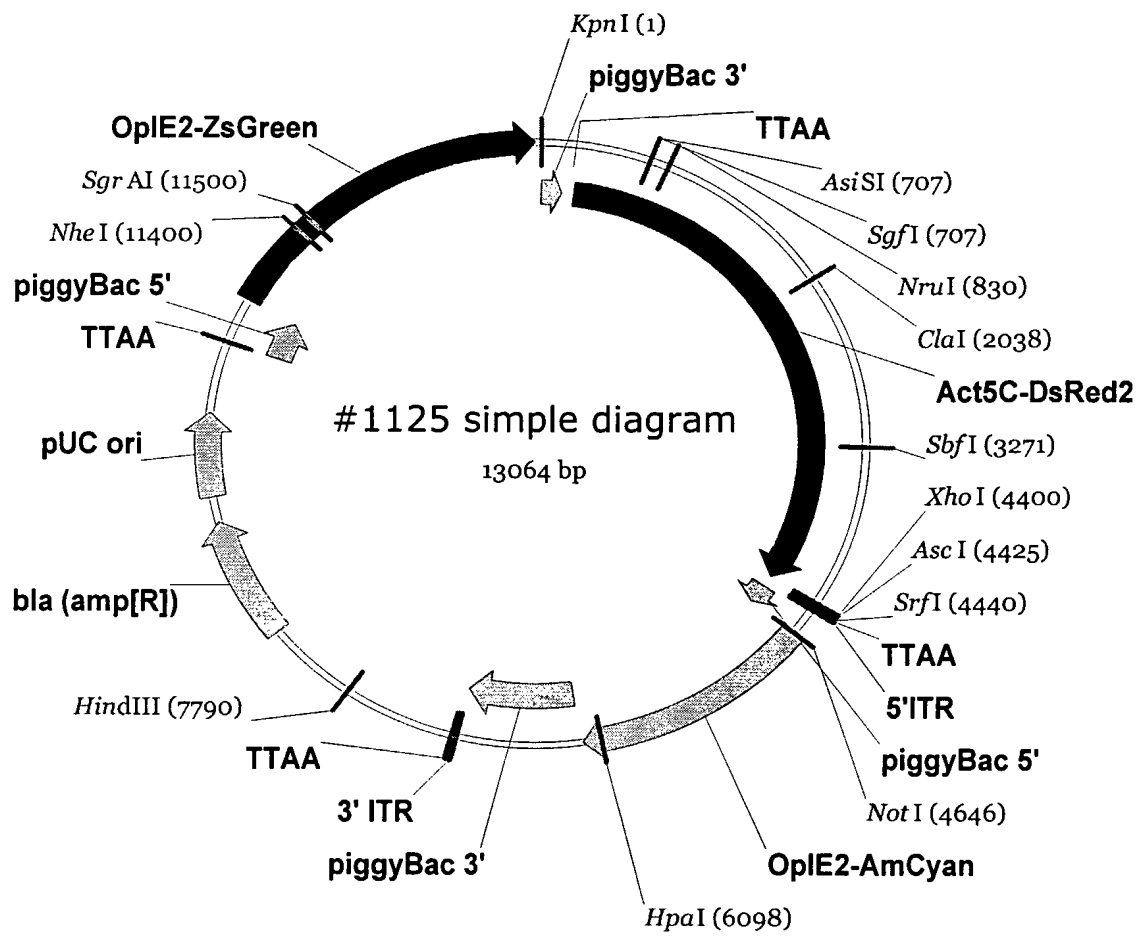 KpnI (1)
piggyBac 3'
TTAA
AsiSI (707)
SgfI (707)
NruI (830)
ClaI (2038)
Act5C-DsRed2
SbfI (3271)
XhoI (4400)
AscI (4425)
SrfI (4440)
TTAA
5'ITR
piggyBac 5'
NotI (4646)
OpIE2-AmCyan
HpaI (6098)
piggyBac 3'
3' ITR
TTAA
HindIII (7790)
bla (amp[R])
pUC ori
TTAA
piggyBac 5'
NheI (11400)
SgrAI (11500)
OpIE2-ZsGreen
#1125 simple diagram
13064 bp